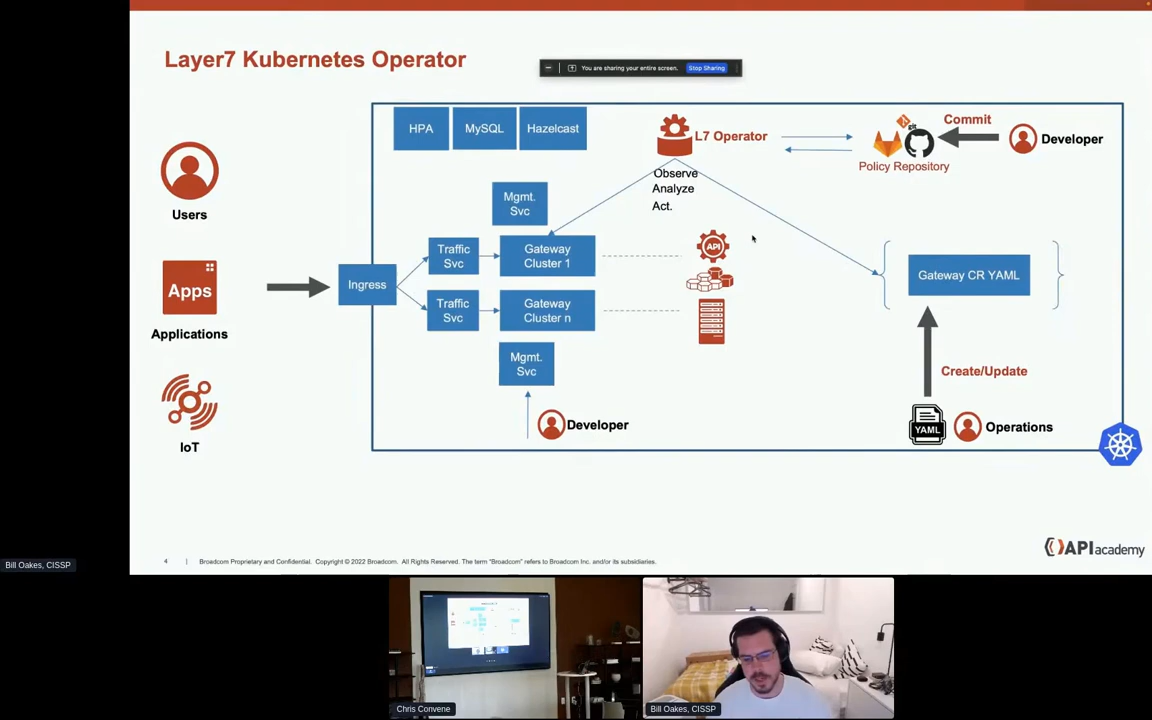 Layer7 Kubernetes Operator
You are sharing your entire screen.
Stop Sharing
HPA
MySQL
Hazelcast
L7 Operator
git
Commit
Developer
Policy Repository
Users
Observe
Analyze
Act.
Mgmt.
Svc
Traffic
Svc
Gateway
Cluster 1
API
Gateway CR YAML
Apps
Applications
Ingress
Traffic
Svc
Gateway
Cluster n
Mgmt.
Svc
Create/Update
IoT
Developer
YAML
Operations
4 | Broadcom Proprietary and Confidential. Copyright © 2022 Broadcom. All Rights Reserved. The term “Broadcom” refers to Broadcom Inc. and/or its subsidiaries.
APIacademy
Bill Oakes, CISSP
Chris Convene
Bill Oakes, CISSP